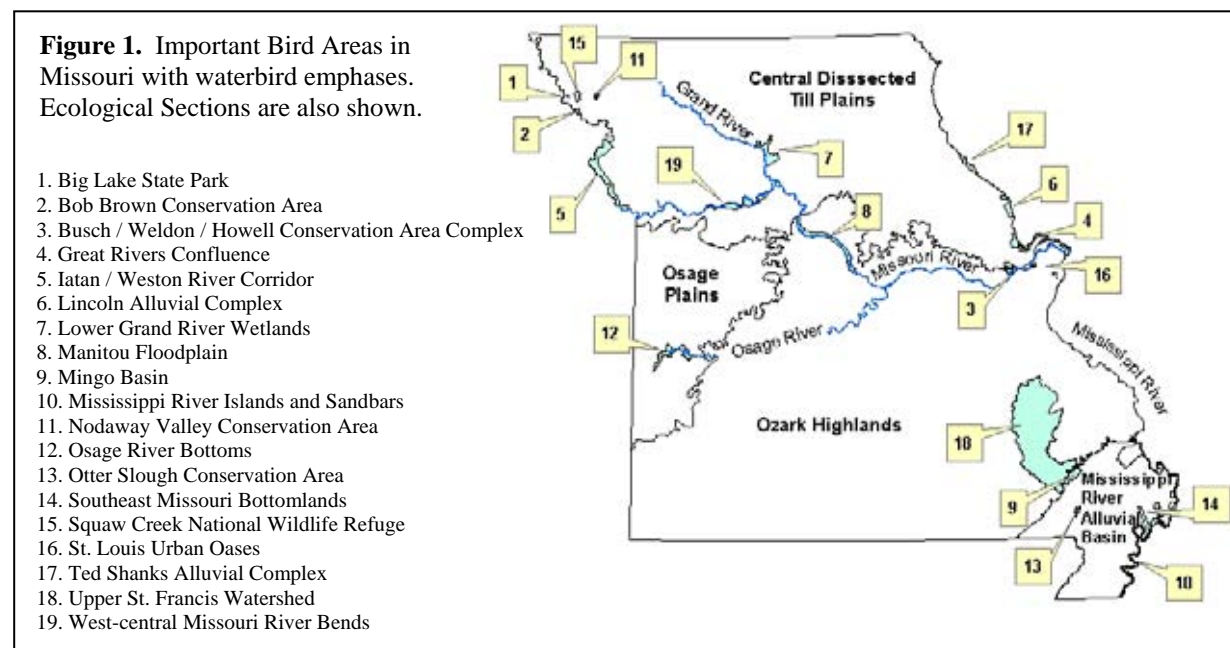 Figure 1. Important Bird Areas in
Missouri with waterbird emphases.
Ecological Sections are also shown.
1. Big Lake State Park
2. Bob Brown Conservation Area
3. Busch / Weldon / Howell Conservation Area Complex
4. Great Rivers Confluence
5. Iatan / Weston River Corridor
6. Lincoln Alluvial Complex
7. Lower Grand River Wetlands
8. Manitou Floodplain
9. Mingo Basin
10. Mississippi River Islands and Sandbars
11. Nodaway Valley Conservation Area
12. Osage River Bottoms
13. Otter Slough Conservation Area
14. Southeast Missouri Bottomlands
15. Squaw Creek National Wildlife Refuge
16. St. Louis Urban Oases
17. Ted Shanks Alluvial Complex
18. Upper St. Francis Watershed
19. West-central Missouri River Bends
15
11
1
2
Central Disssected
Till Plains
Grand River
7
17
19
5
6
8
4
Missouri River
16
3
Osage
Plains
12
Osage River
Mississippi River
Ozark Highlands
18
9
Mississippi
River
Alluvial
Basin
14
13
10